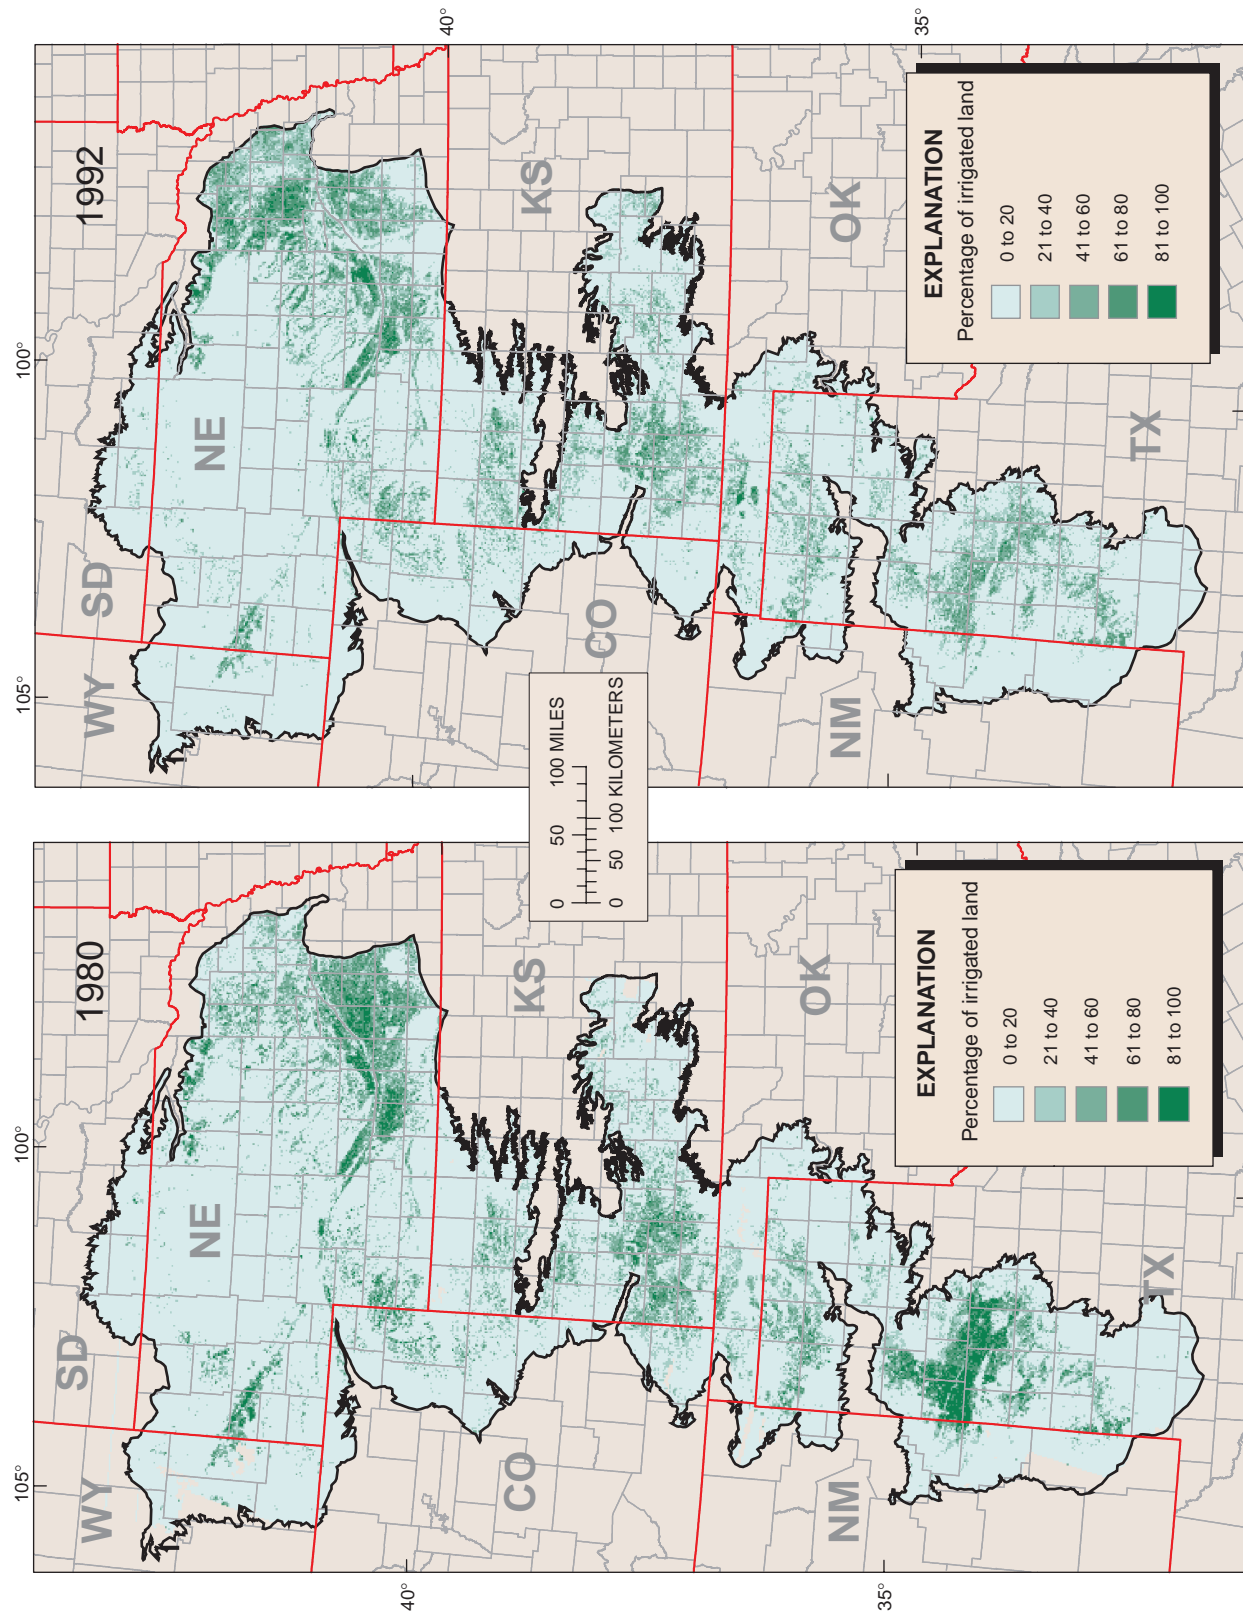 1980
105°
100°
40°
35°
WY
SD
NE
CO
KS
NM
OK
TX
EXPLANATION
Percentage of irrigated land
0 to 20
21 to 40
41 to 60
61 to 80
81 to 100
0 50 100 MILES
0 50 100 KILOMETERS
1992
105°
100°
40°
35°
WY
SD
NE
CO
KS
NM
OK
TX
EXPLANATION
Percentage of irrigated land
0 to 20
21 to 40
41 to 60
61 to 80
81 to 100